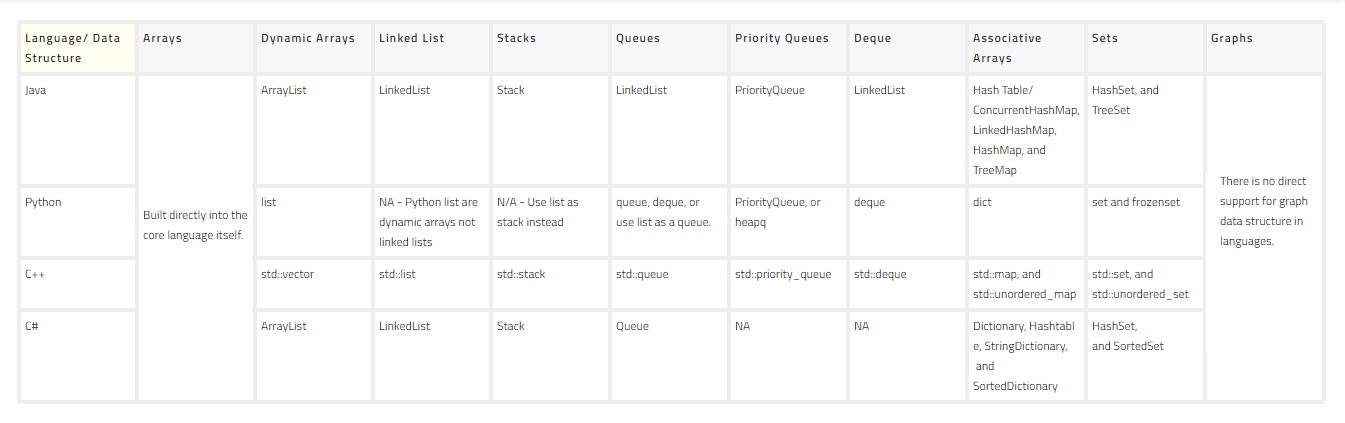 Language/ Data
Structure
Arrays
Dynamic Arrays
Linked List
Stacks
Queues
Priority Queues
Deque
Associative
Arrays
Sets
Graphs
Java
Built directly into the
core language itself.
ArrayList
LinkedList
Stack
LinkedList
PriorityQueue
LinkedList
Hash Table/
ConcurrentHashMap,
LinkedHashMap,
HashMap, and
TreeMap
HashSet, and
TreeSet
There is no direct
support for graph
data structure in
languages.
Python
list
NA - Python list are
dynamic arrays not
linked lists
N/A - Use list as
stack instead
queue, deque, or
use list as a queue.
PriorityQueue, or
heapq
deque
dict
set and frozenset
C++
std::vector
std::list
std::stack
std::queue
std::priority_queue
std::deque
std::map, and
std::unordered_map
std::set, and
std::unordered_set
C#
ArrayList
LinkedList
Stack
Queue
NA
NA
Dictionary, Hashtabl
e, StringDictionary,
and
SortedDictionary
HashSet,
and SortedSet